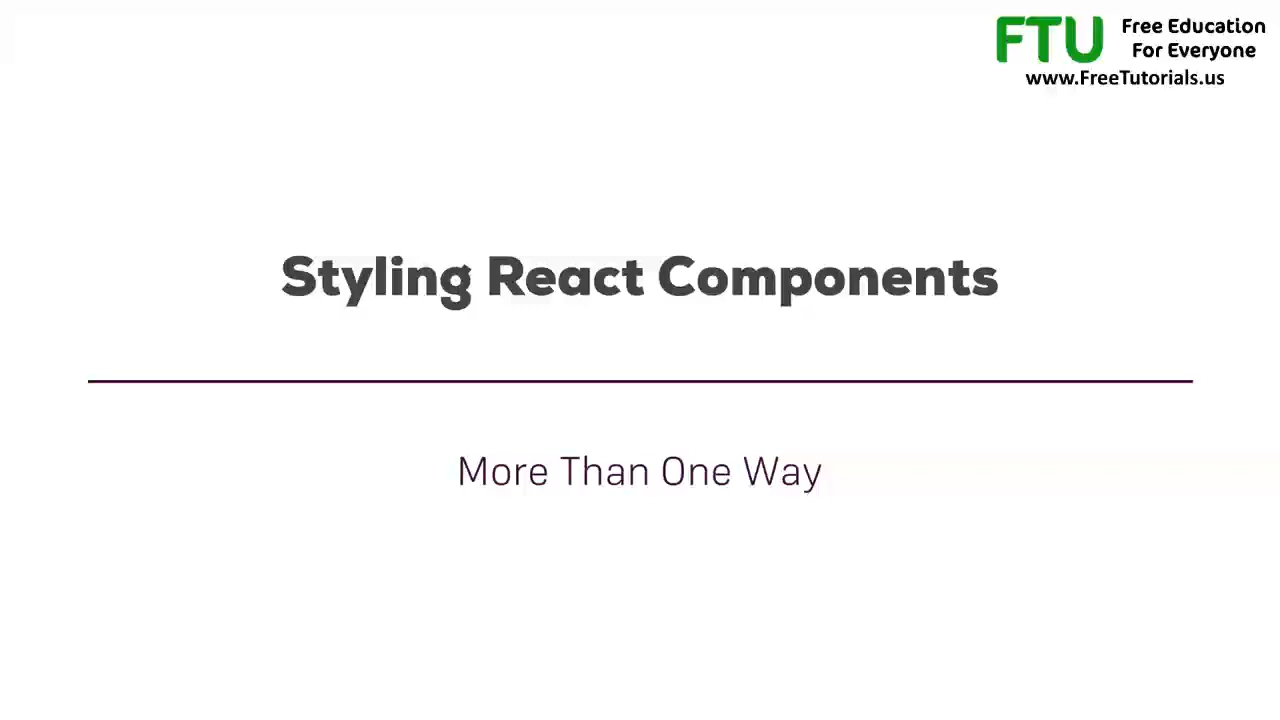 FTU Free Education
For Everyone
www.FreeTutorials.us
Styling React Components
More Than One Way